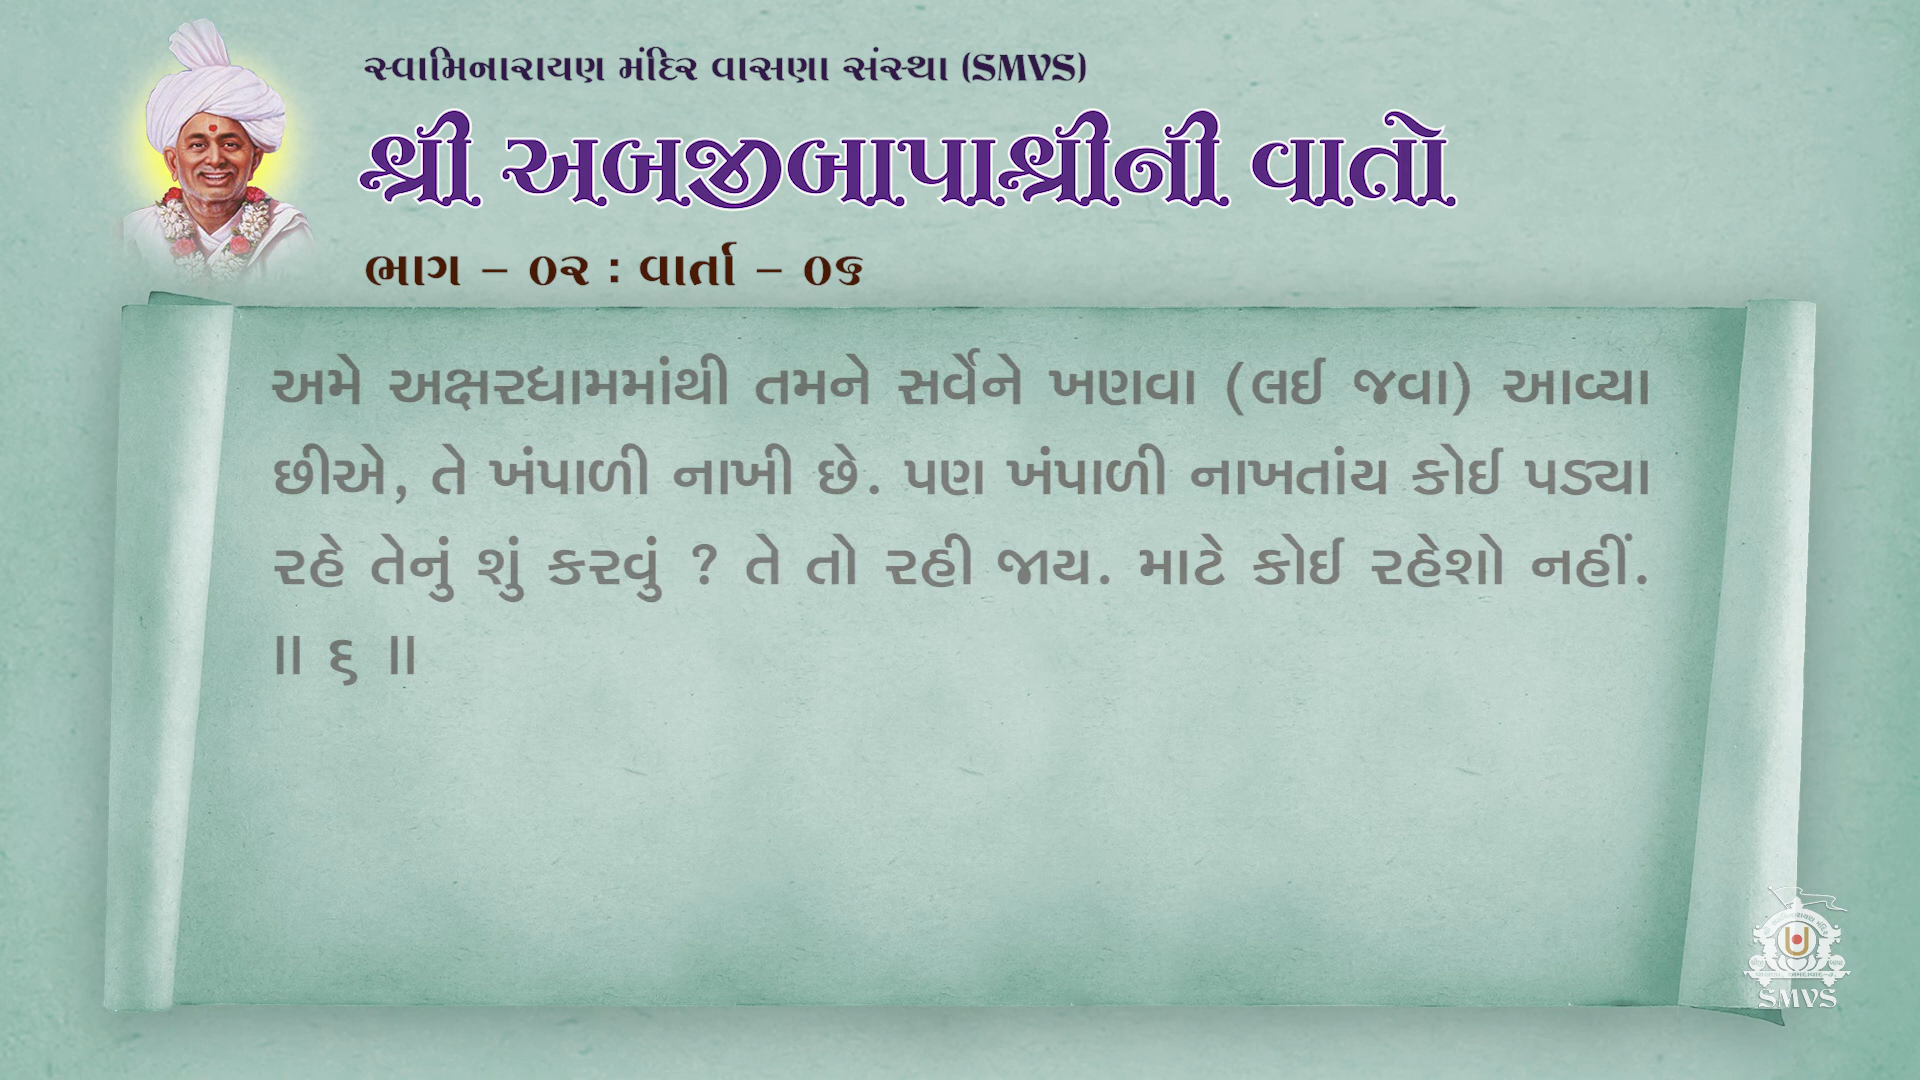 સ્વામિનારાયણ મંદિર વાસણા સંસ્થા (SMVS)
શ્રી અબજીબાપાશ્રીની વાતો
ભાગ – ૦૨ : વાર્તા – ૦૬
અમે અક્ષરધામમાંથી તમને સર્વેને ખણવા (લઈ જવા) આવ્યા
છીએ, તે ખંપાળી નાખી છે. પણ ખંપાળી નાખતાંય કોઈ પડ્યા
રહે તેનું શું કરવું ? તે તો રહી જાય. માટે કોઈ રહેશો નહીં.
॥ ૬ ॥
SMVS